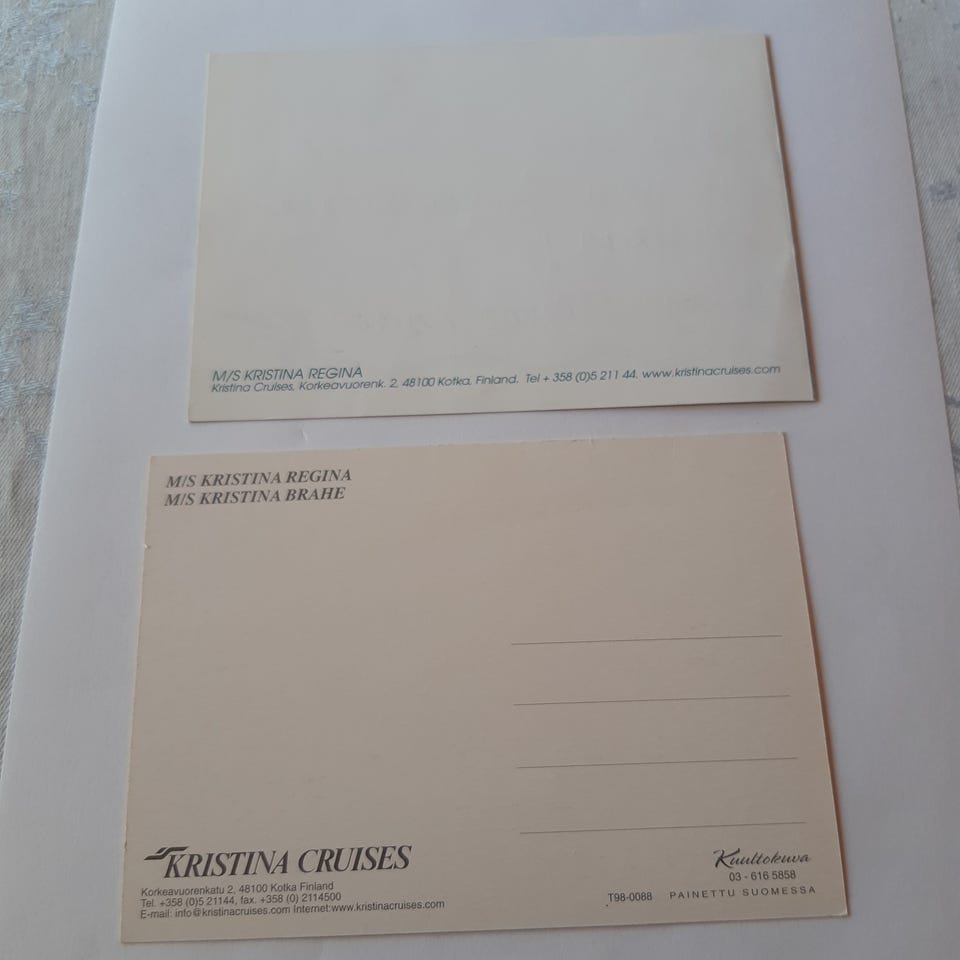 M/S KRISTINA REGINA
Kristina Cruises, Korkeavuorenk. 2, 48100 Kotka, Finland. Tel + 358 (0)5 211 44. www.kristinacruises.com
M/S KRISTINA REGINA
M/S KRISTINA BRAHE
KRISTINA CRUISES
Korkeavuorenkatu 2, 48100 Kotka Finland
Tel. +358 (0)5 21144, fax. +358 (0) 2114500
E-mail: info@kristinacruises.com Internet:www.kristinacruises.com
Kuultokuva
03 - 616 5858
T98-0088 PAINETTU SUOMESSA